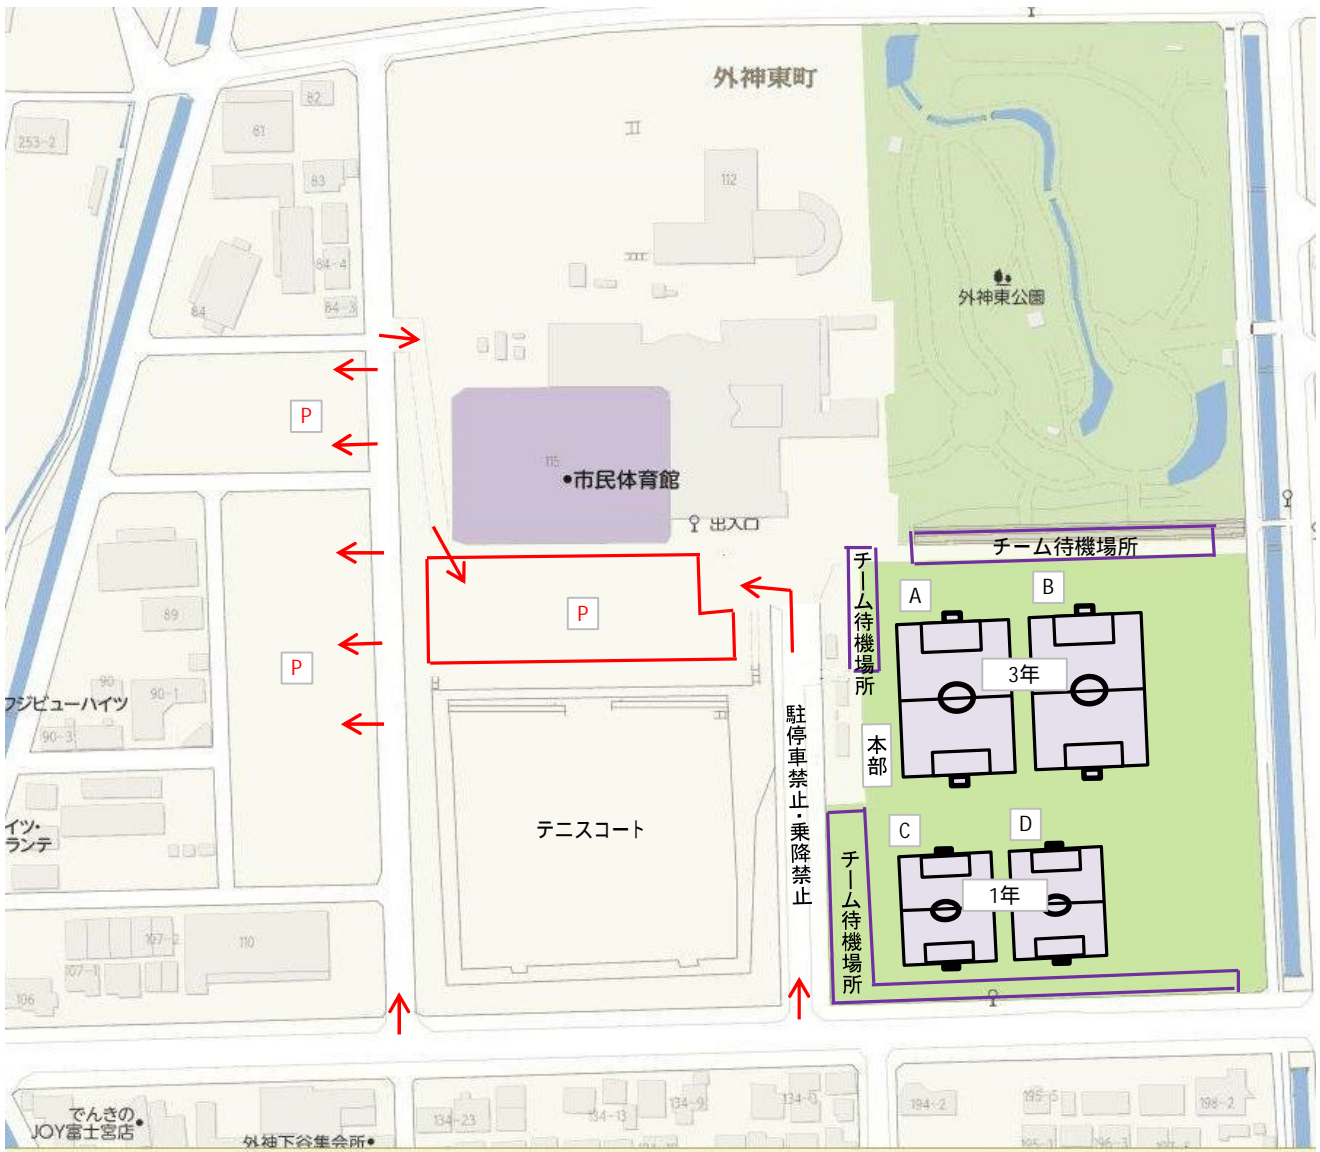 外神東町
82
81
253-2
83
112
84-4
84
84-3
外神東公園
P
115
市民体育館
出入口
チーム待機場所
チーム待機場所
A
B
P
89
3年
P
90
90-1
フジビューハイツ
90-3
駐停車禁止・乗降禁止
本部
テニスコート
C
D
イツ・
ランテ
チーム待機場所
1年
107-2
110
107-1
106
でんきの
JOY富士宮店
外神下谷集会所
134-23
134-13
134-9
194-2
195-5
198-2